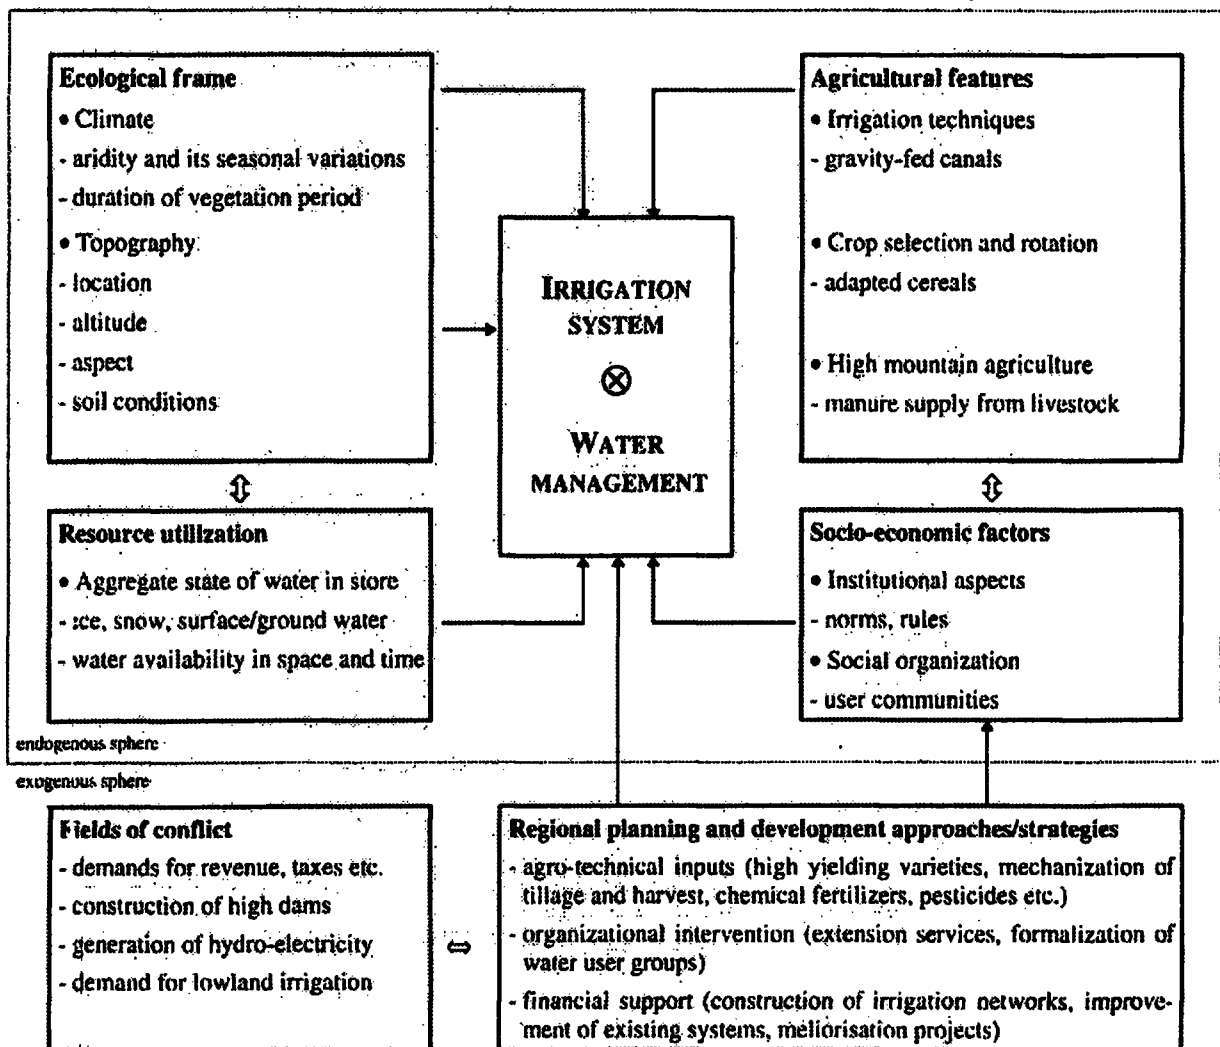 Ecological frame
• Climate
- aridity and its seasonal variations
- duration of vegetation period
• Topography
- location
- altitude
- aspect
- soil conditions
Agricultural features
• Irrigation techniques
- gravity-fed canals
• Crop selection and rotation
- adapted cereals
• High mountain agriculture
- manure supply from livestock
IRRIGATION
SYSTEM
⊗
WATER
MANAGEMENT
Resource utilization
• Aggregate state of water in store
- ice, snow, surface/ground water
- water availability in space and time
Socio-economic factors
• Institutional aspects
- norms, rules
• Social organization
- user communities
endogenous sphere
exogenous sphere
Fields of conflict
- demands for revenue, taxes etc.
- construction of high dams
- generation of hydro-electricity
- demand for lowland irrigation
Regional planning and development approaches/strategies
- agro-technical inputs (high yielding varieties, mechanization of
tillage and harvest, chemical fertilizers, pesticides etc.)
- organizational intervention (extension services, formalization of
water user groups)
- financial support (construction of irrigation networks, improve-
ment of existing systems, meliorisation projects)